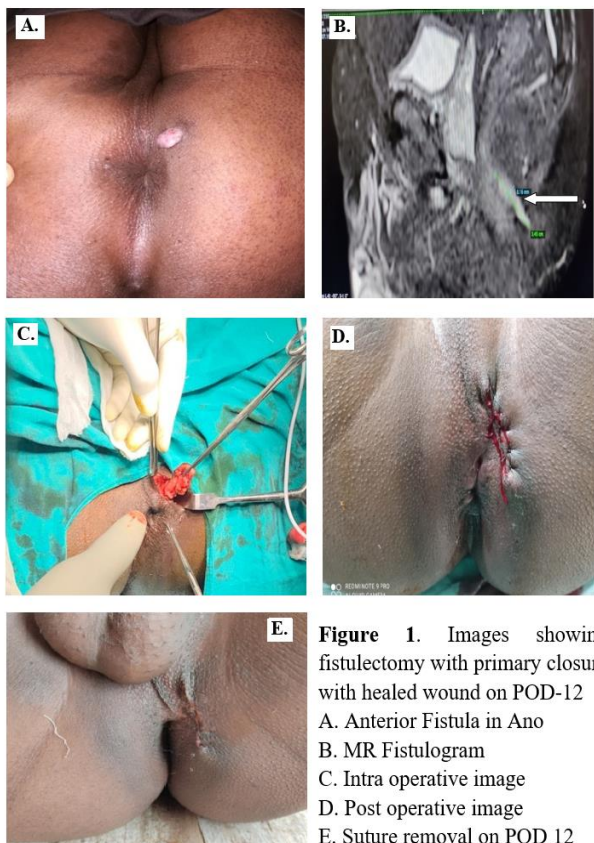 A.
B.
C.
D.
REDMI NOTE 9 PRO
E.
Figure 1. Images showin
fistulectomy with primary closur
with healed wound on POD-12
A. Anterior Fistula in Ano
B. MR Fistulogram
C. Intra operative image
D. Post operative image
E. Suture removal on POD 12